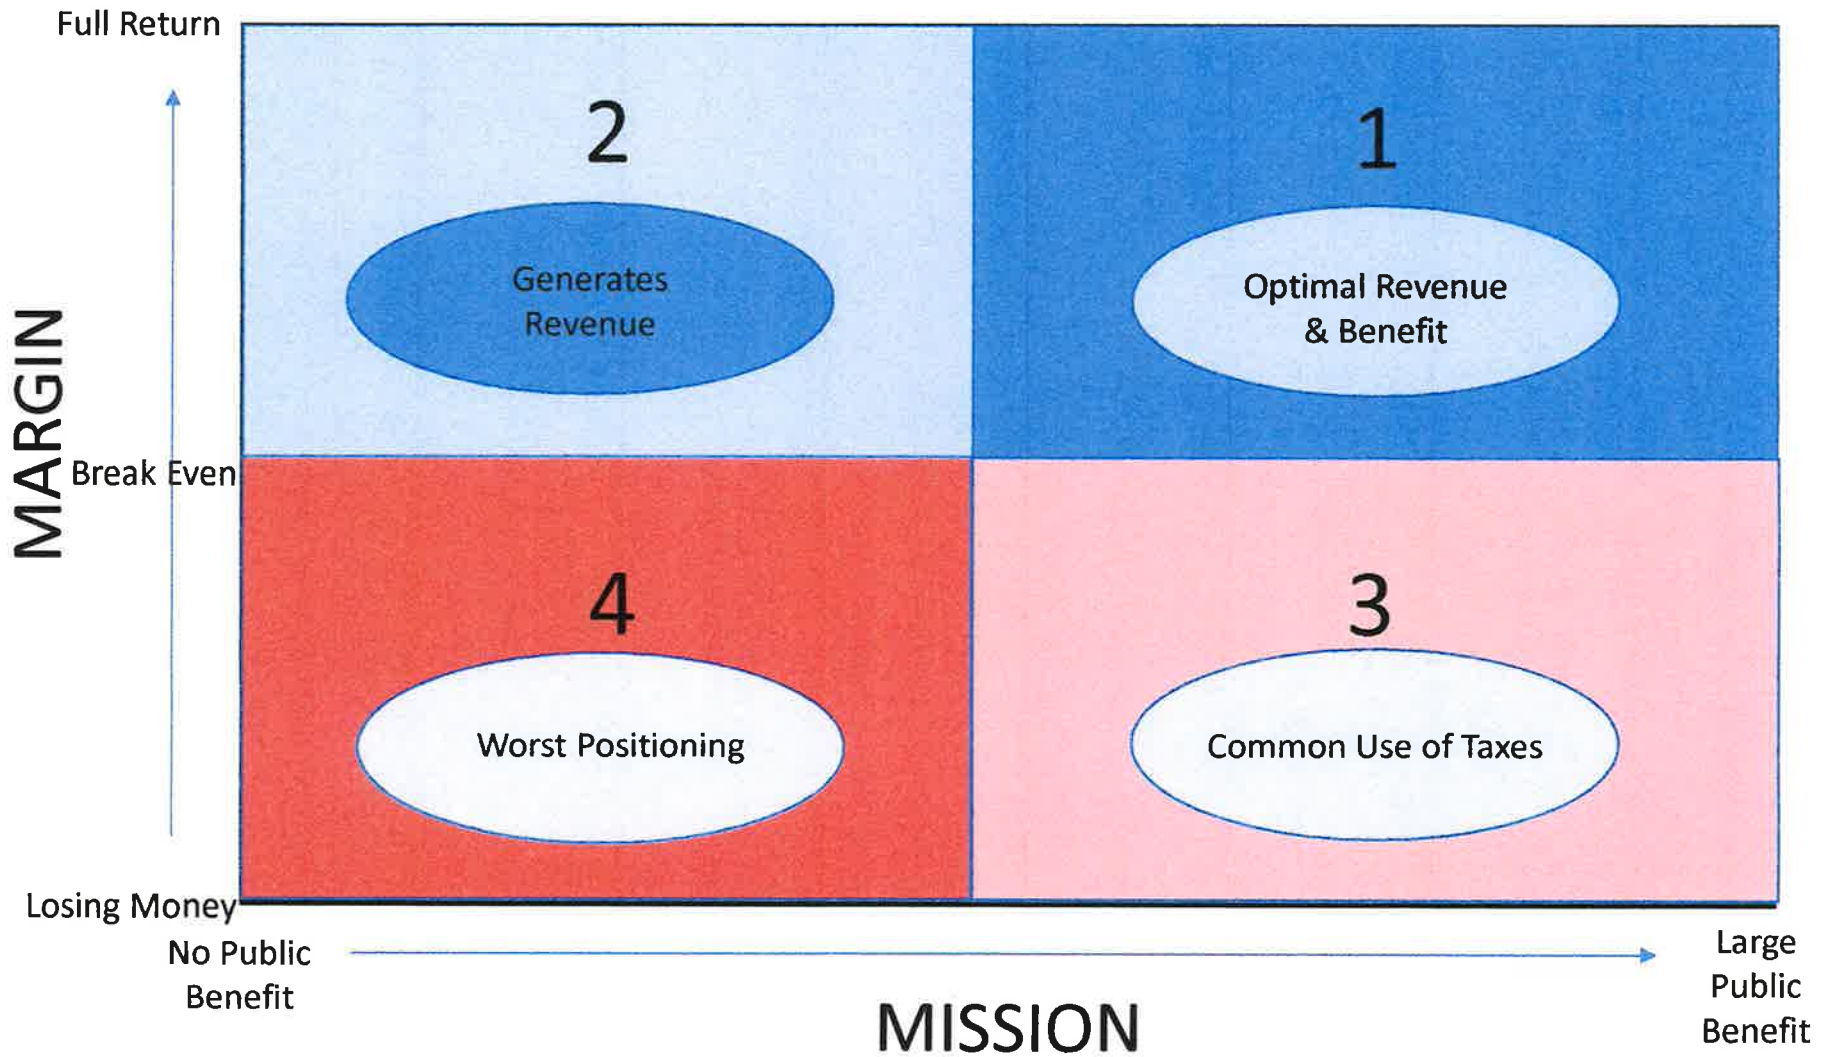 Full Return
2
1
Generates
Revenue
Optimal Revenue
& Benefit
MARGIN
Break Even
4
3
Worst Positioning
Common Use of Taxes
Losing Money
No Public
Benefit
Large
Public
Benefit
MISSION